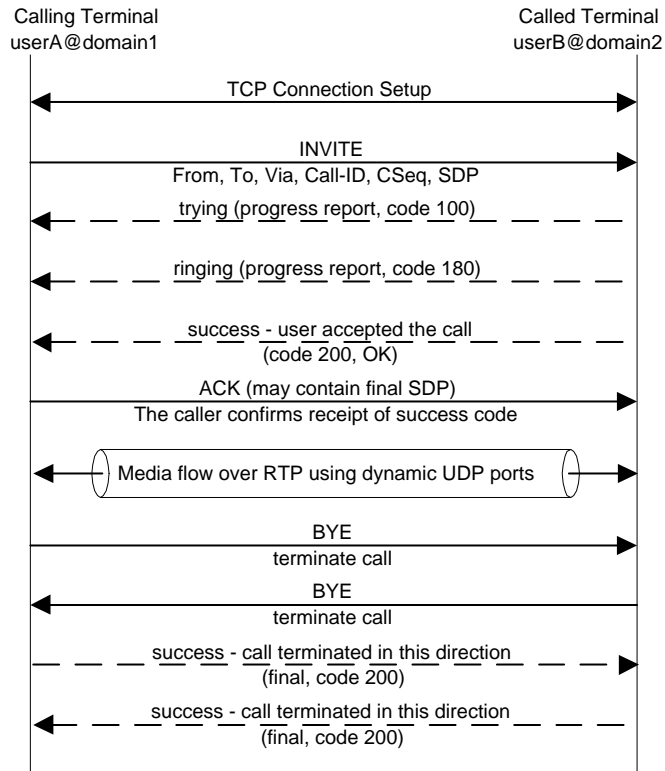 Calling Terminal
userA@domain1
Called Terminal
userB@domain2
TCP Connection Setup
INVITE
From, To, Via, Call-ID, CSeq, SDP
trying (progress report, code 100)
ringing (progress report, code 180)
success - user accepted the call
(code 200, OK)
ACK (may contain final SDP)
The caller confirms receipt of success code
Media flow over RTP using dynamic UDP ports
BYE
terminate call
BYE
terminate call
success - call terminated in this direction
(final, code 200)
success - call terminated in this direction
(final, code 200)